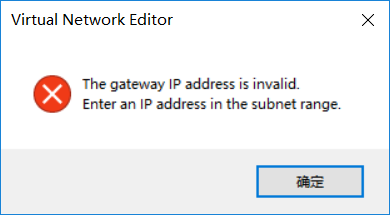 Virtual Network Editor
The gateway IP address is invalid.
Enter an IP address in the subnet range.
确定